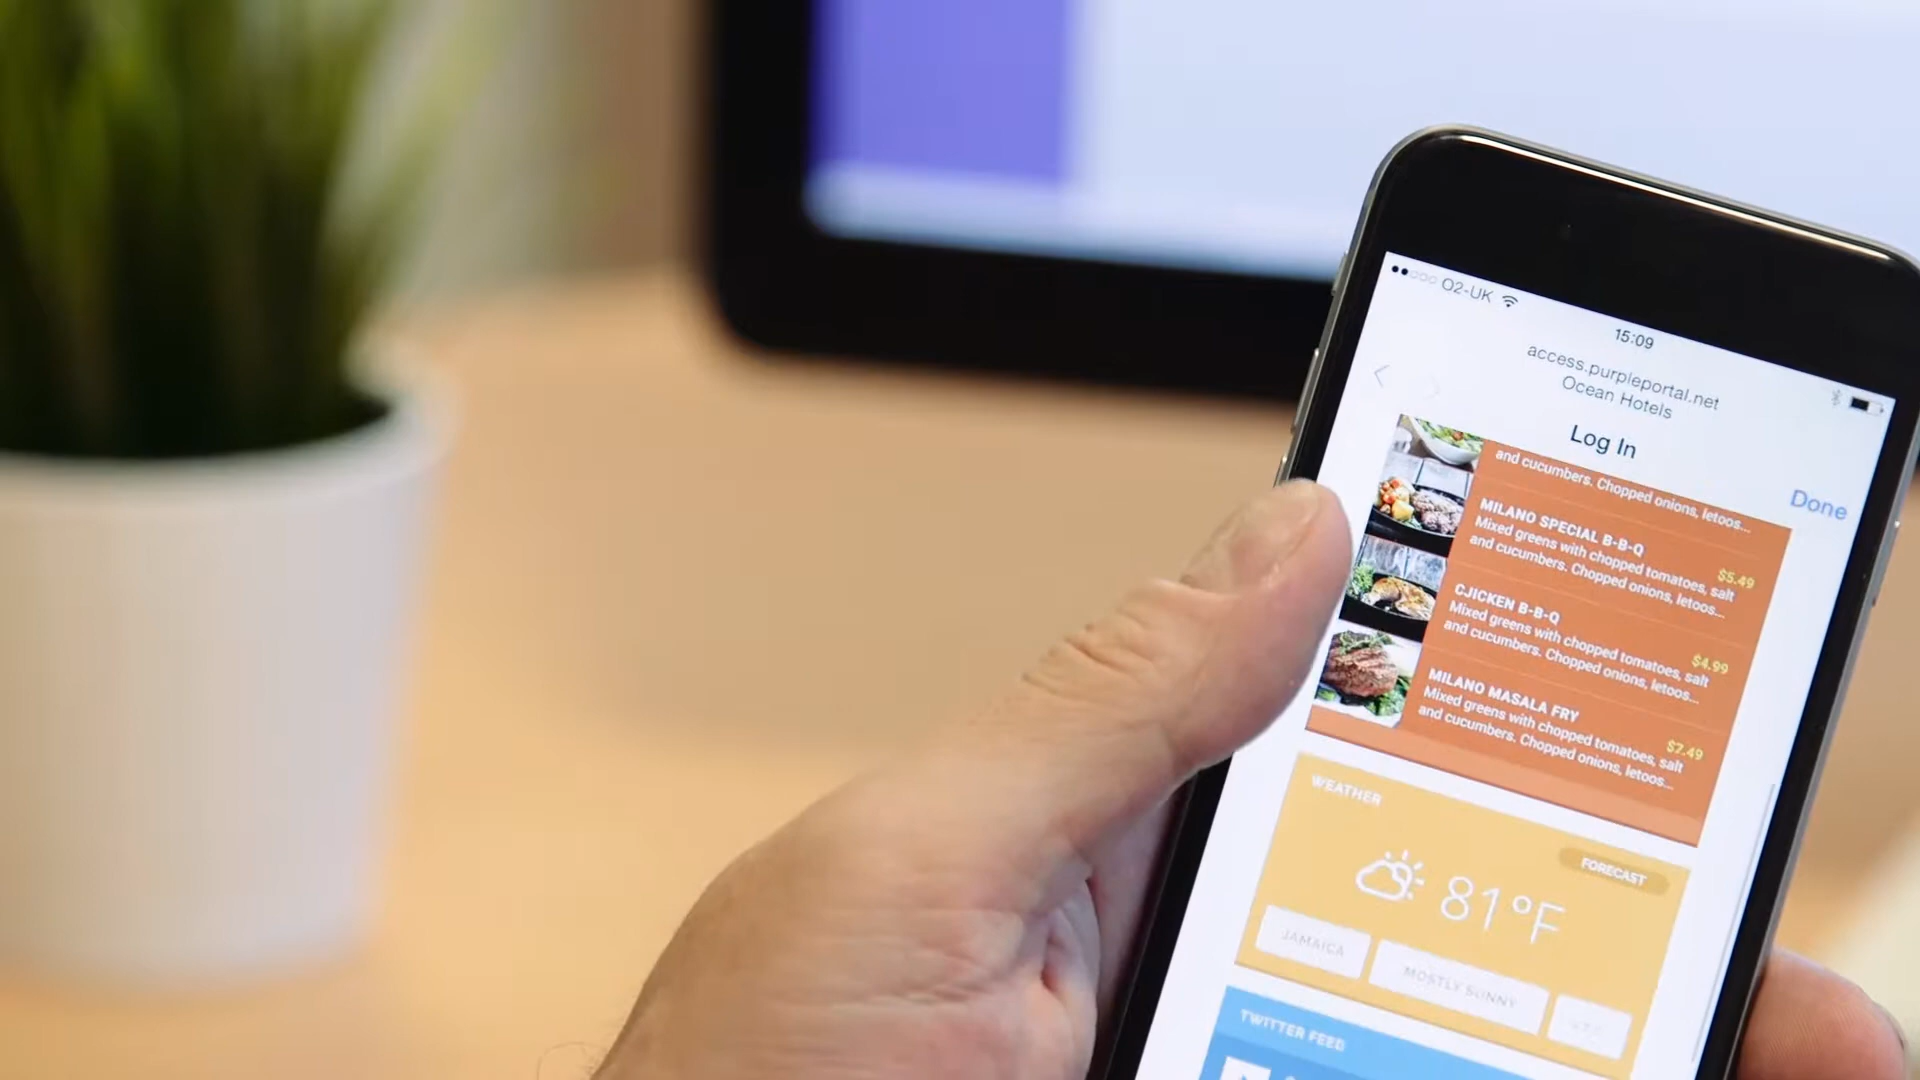 O2-UK
15:09
access.purpleportal.net
Ocean Hotels
Log In
Done
and cucumbers. Chopped onions, letoos...
MILANO SPECIAL B-B-Q
Mixed greens with chopped tomatoes, salt
and cucumbers. Chopped onions, letoos...
$5.49
CJICKEN B-B-Q
Mixed greens with chopped tomatoes, salt
and cucumbers. Chopped onions, letoos...
$4.99
MILANO MASALA FRY
Mixed greens with chopped tomatoes, salt
and cucumbers. Chopped onions, letoos...
$7.49
WEATHER
FORECAST
81°F
JAMAICA
MOSTLY SUNNY
TWITTER FEED